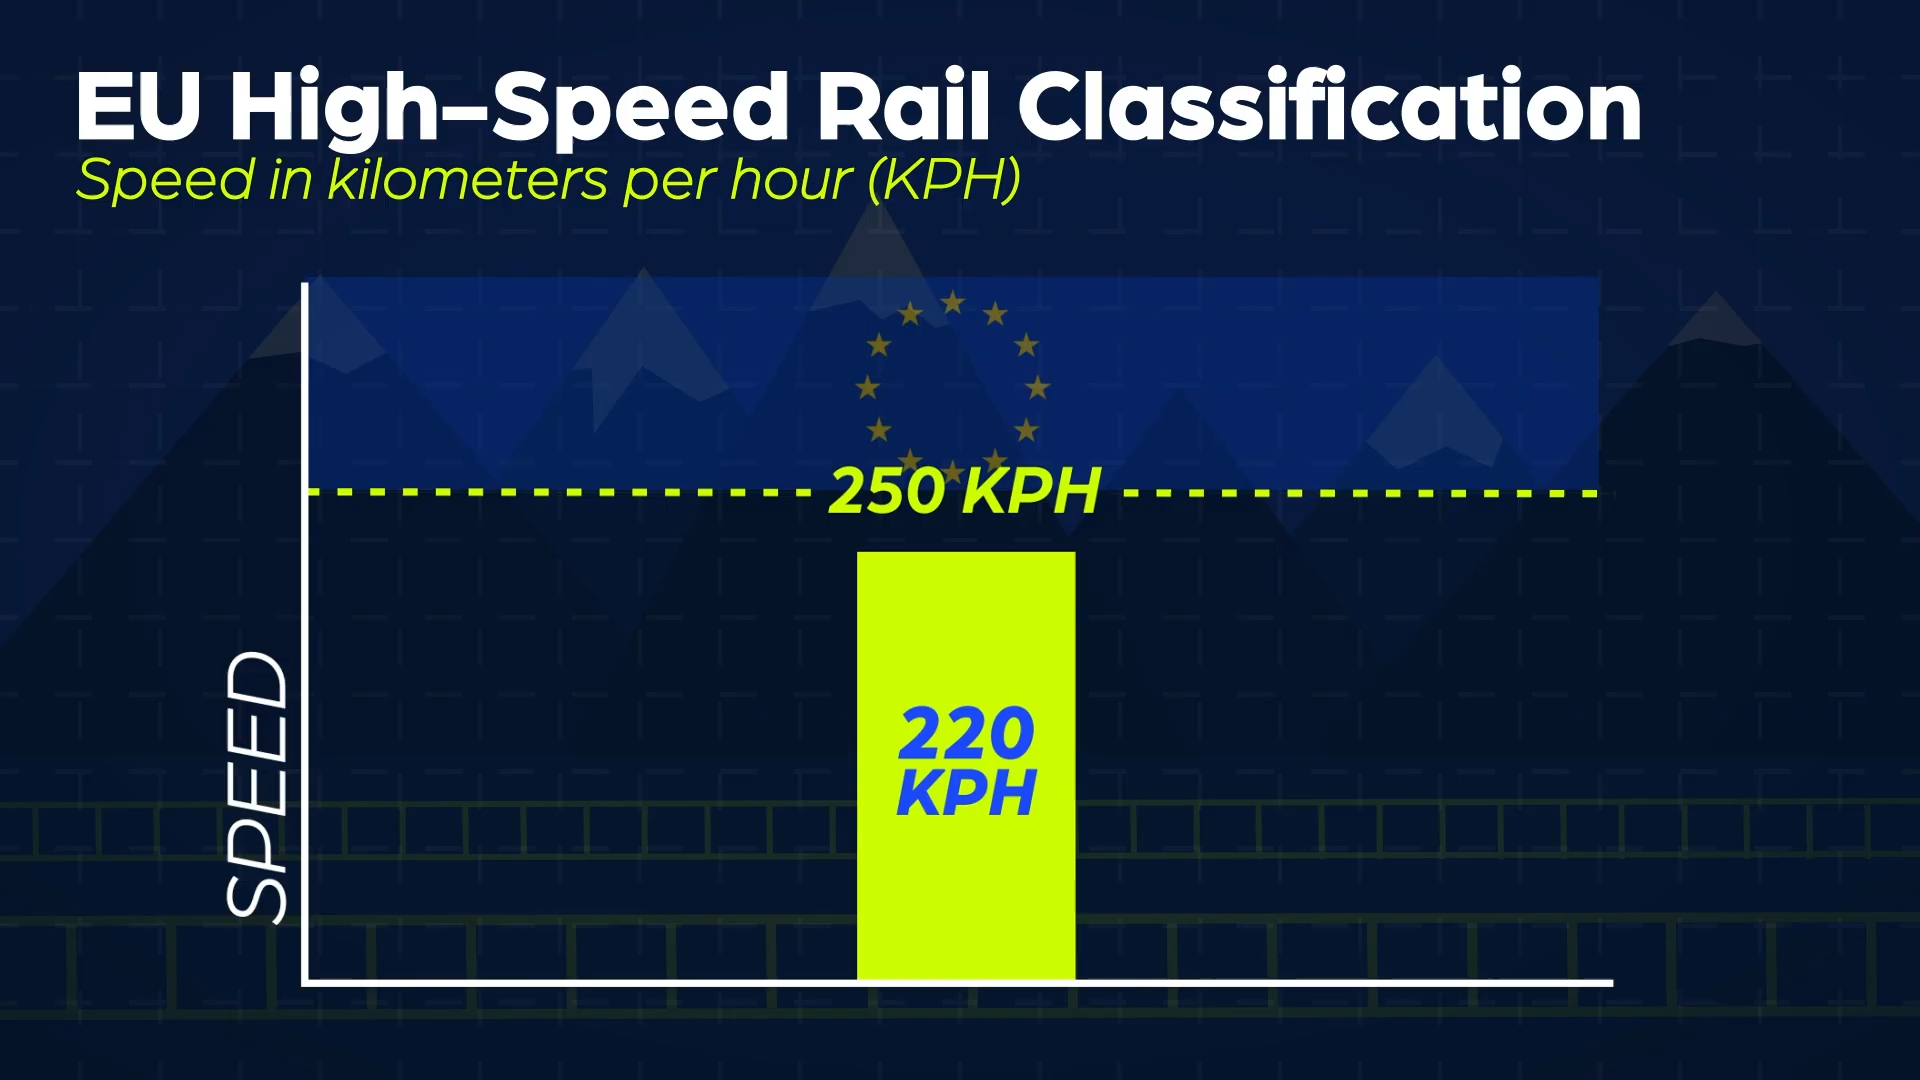 EU High-Speed Rail Classification
Speed in kilometers per hour (KPH)
250 KPH
220
KPH
SPEED